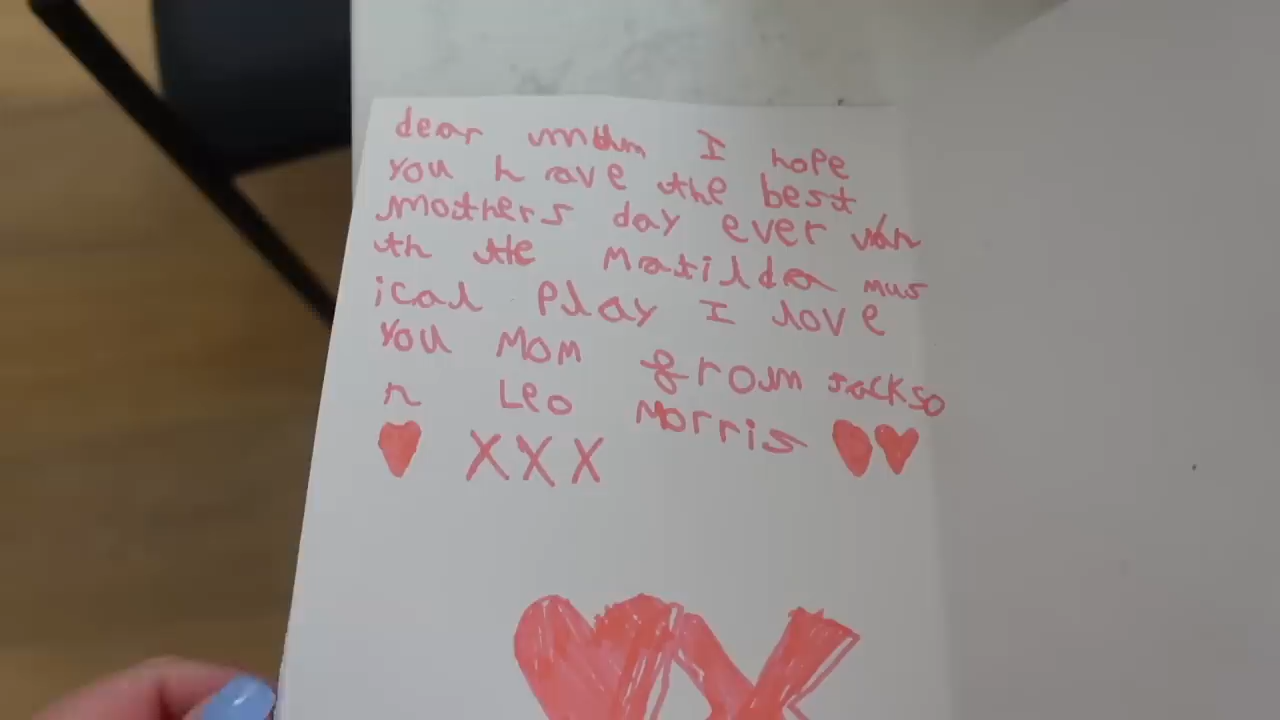 dear mum I hope
you have the best
mothers day ever
th the Matilda mus
ical play I love
you Mom from jackso
n Leo Morris
XXX